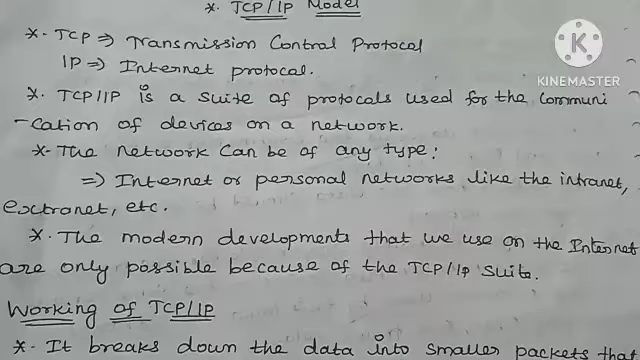 *. TCP/IP Model
*. TCP => Transmission Control Protocal
IP => Internet protocal.
*. TCP/IP is a suite of protocals used for the communi
-cation of devices on a network.
*. The network can be of any type:
=> Internet or personal networks like the intranet,
extranet, etc.
*. The modern developments that we use on the Internet
are only possible because of the TCP/IP suite.
Working of TCP/IP
*. It breaks down the data into smaller packets that
K
KINEMASTER